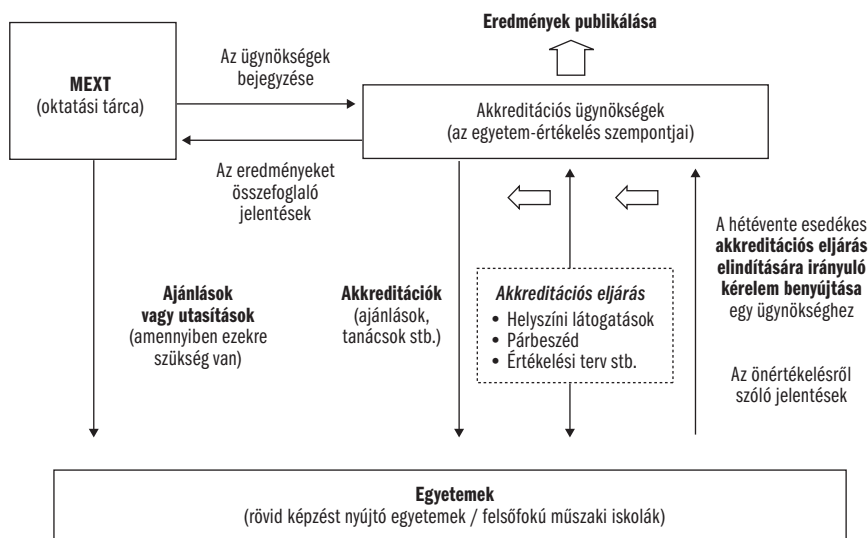 Eredmények publikálása
MEXT
(oktatási tárca)
Az ügynökségek
bejegyzése
Akkreditációs ügynökségek
(az egyetem-értékelés szempontjai)
Az eredményeket
összefoglaló
jelentések
A hétévente esedékes
akkreditációs eljárás
elindítására irányuló
kérelem benyújtása
egy ügynökséghez
Ajánlások
vagy utasítások
(amennyiben ezekre
szükség van)
Akkreditációk
(ajánlások,
tanácsok stb.)
Akkreditációs eljárás
• Helyszíni látogatások
• Párbeszéd
• Értékelési terv stb.
Az önértékelésről
szóló jelentések
Egyetemek
(rövid képzést nyújtó egyetemek / felsőfokú műszaki iskolák)